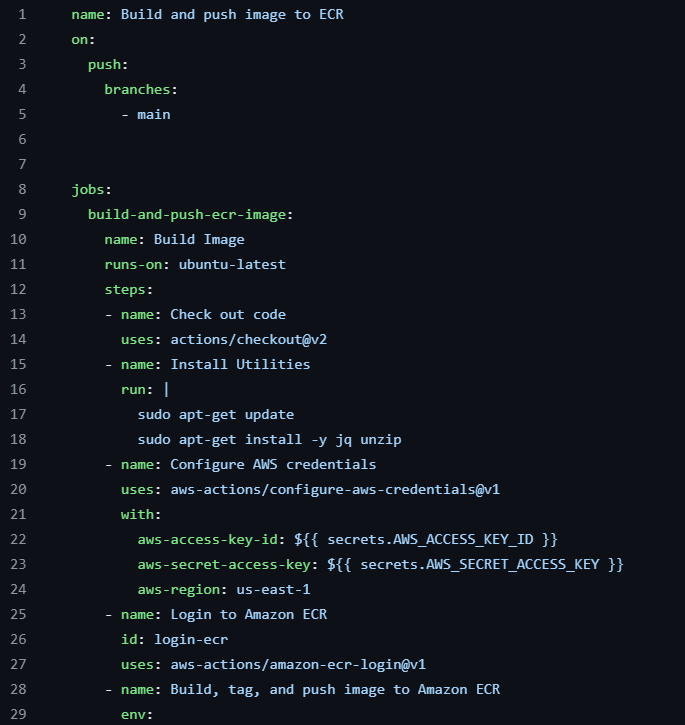 1 name: Build and push image to ECR
2 on:
3   push:
4     branches:
5       - main
6
7
8 jobs:
9   build-and-push-ecr-image:
10     name: Build Image
11     runs-on: ubuntu-latest
12     steps:
13     - name: Check out code
14       uses: actions/checkout@v2
15     - name: Install Utilities
16       run: |
17         sudo apt-get update
18         sudo apt-get install -y jq unzip
19     - name: Configure AWS credentials
20       uses: aws-actions/configure-aws-credentials@v1
21       with:
22         aws-access-key-id: ${{ secrets.AWS_ACCESS_KEY_ID }}
23         aws-secret-access-key: ${{ secrets.AWS_SECRET_ACCESS_KEY }}
24         aws-region: us-east-1
25     - name: Login to Amazon ECR
26       id: login-ecr
27       uses: aws-actions/amazon-ecr-login@v1
28     - name: Build, tag, and push image to Amazon ECR
29       env: